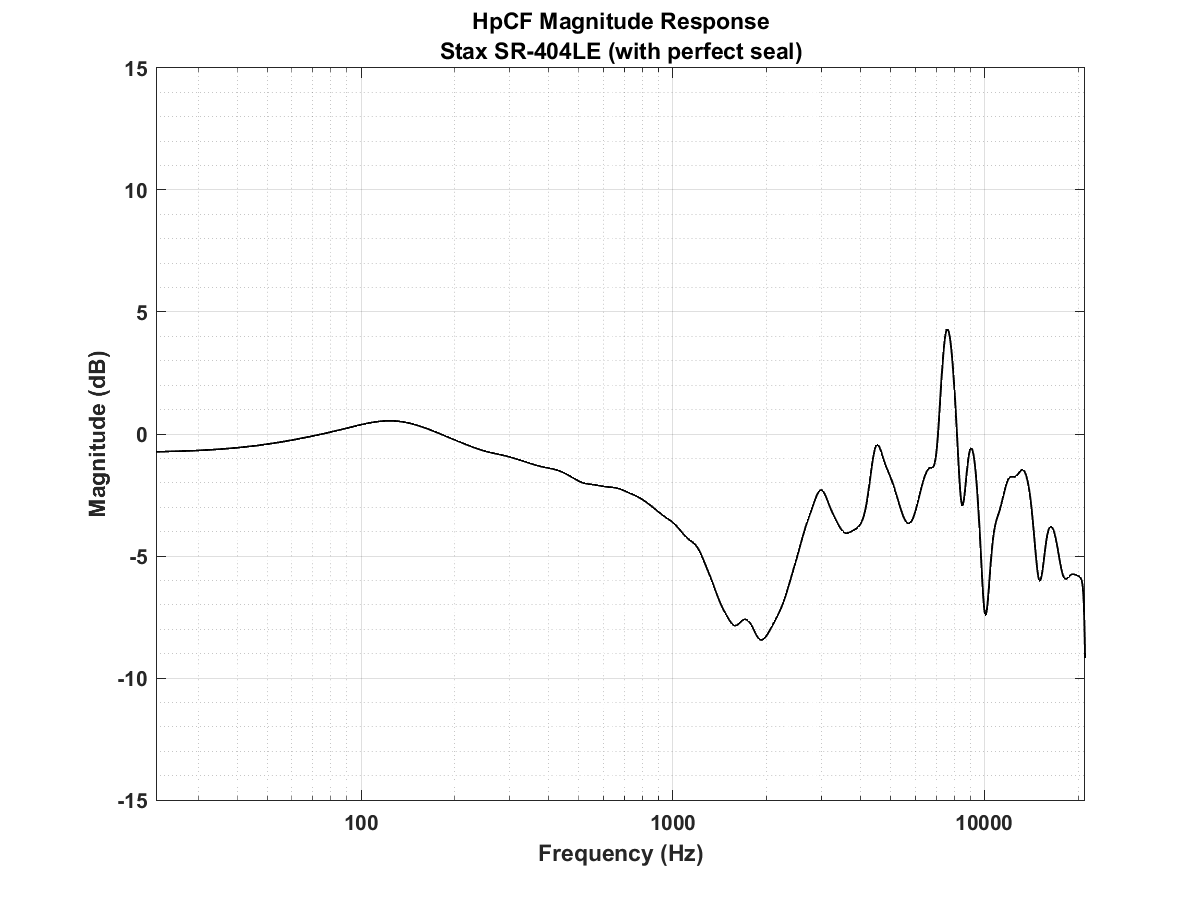 HpCF Magnitude Response
Stax SR-404LE (with perfect seal)
15
10
5
0
-5
-10
-15
Magnitude (dB)
100
1000
10000
Frequency (Hz)